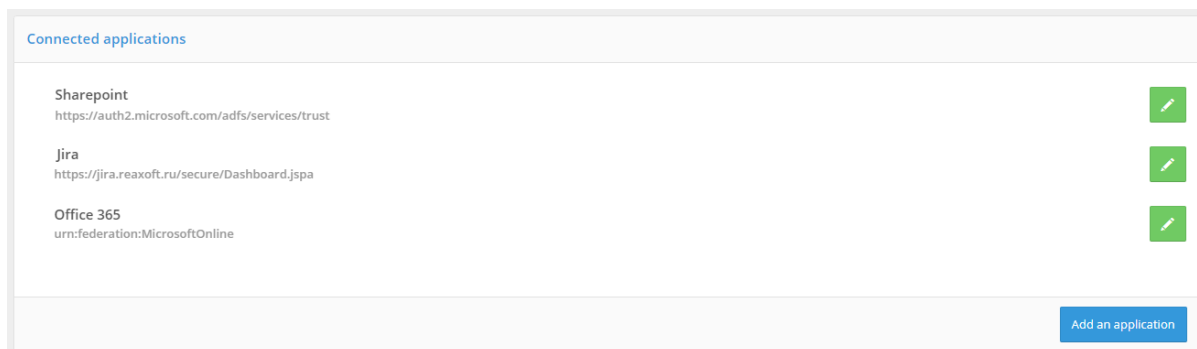 Connected applications
Sharepoint
https://auth2.microsoft.com/adfs/services/trust
Jira
https://jira.reaxoft.ru/secure/Dashboard.jspa
Office 365
urn:federation:MicrosoftOnline
Add an application